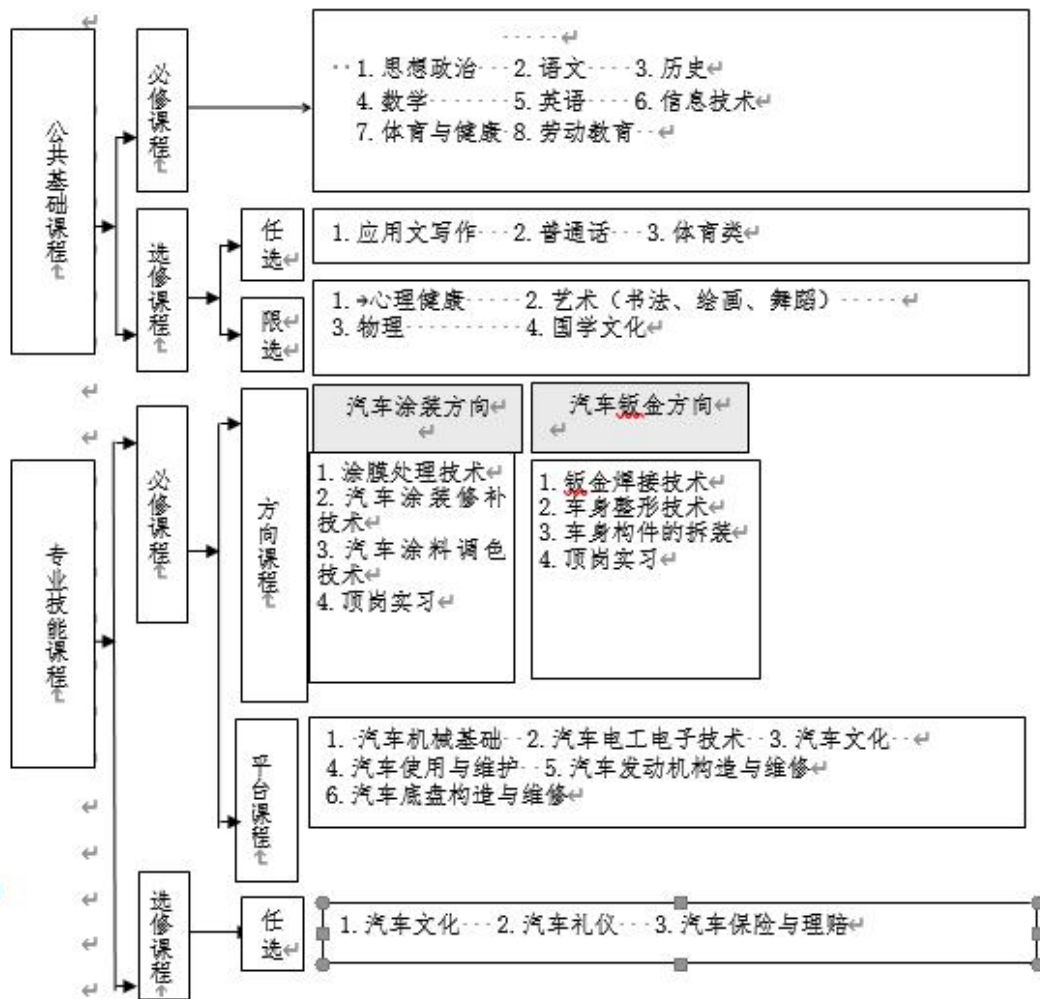 公共基础课程
必修课程
1.思想政治 2.语文 3.历史
4.数学 5.英语 6.信息技术
7.体育与健康 8.劳动教育
选修课程
任选
1.应用文写作 2.普通话 3.体育类
限选
1.心理健康 2.艺术（书法、绘画、舞蹈）
3.物理 4.国学文化
专业技能课程
必修课程
方向课程
汽车涂装方向
1.涂膜处理技术
2.汽车涂装修补
技术
3.汽车涂料调色
技术
4.顶岗实习
汽车钣金方向
1.钣金焊接技术
2.车身整形技术
3.车身构件的拆装
4.顶岗实习
平台课程
1.汽车机械基础 2.汽车电工电子技术 3.汽车文化
4.汽车使用与维护 5.汽车发动机构造与维修
6.汽车底盘构造与维修
选修课程
任选
1.汽车文化 2.汽车礼仪 3.汽车保险与理赔